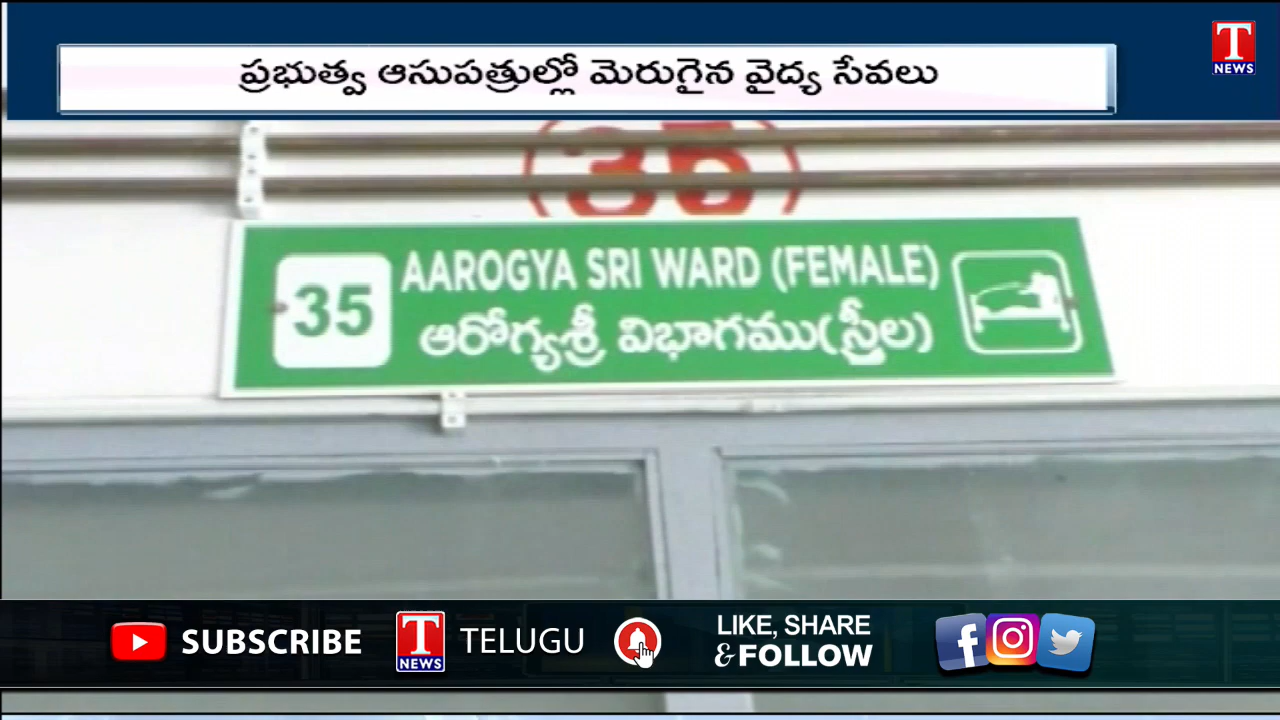 T
NEWS
ప్రభుత్వ ఆసుపత్రుల్లో మెరుగైన వైద్య సేవలు
35
35
AAROGYA SRI WARD (FEMALE)
ఆరోగ్యశ్రీ విభాగము(స్త్రీల)
SUBSCRIBE
T
NEWS
TELUGU
LIKE, SHARE
& FOLLOW